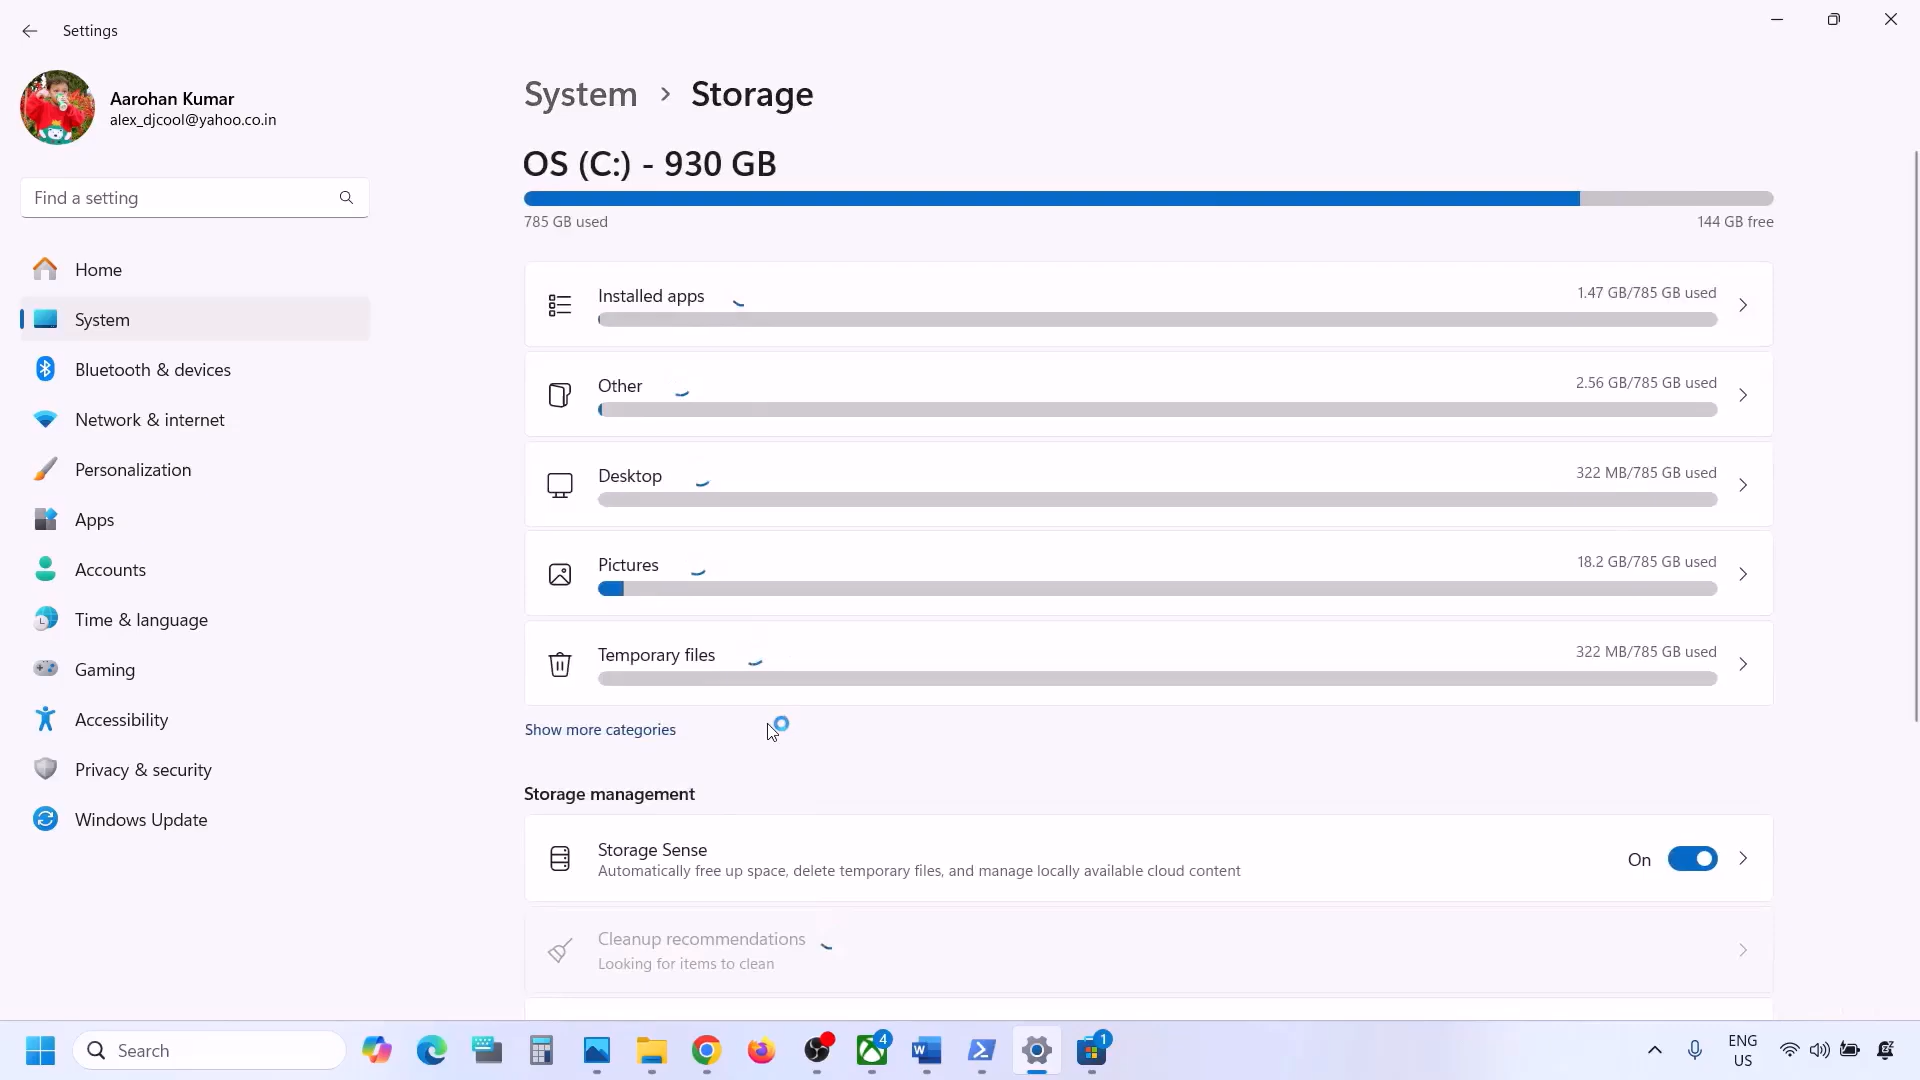 Settings
Aarohan Kumar
alex_djcool@yahoo.co.in
Find a setting
Home
System
Bluetooth & devices
Network & internet
Personalization
Apps
Accounts
Time & language
Gaming
Accessibility
Privacy & security
Windows Update
System > Storage
OS (C:) - 930 GB
785 GB used
144 GB free
Installed apps
1.47 GB/785 GB used
Other
2.56 GB/785 GB used
Desktop
322 MB/785 GB used
Pictures
18.2 GB/785 GB used
Temporary files
322 MB/785 GB used
Show more categories
Storage management
Storage Sense
Automatically free up space, delete temporary files, and manage locally available cloud content
On
Cleanup recommendations
Looking for items to clean
Search
4
1
ENG
US